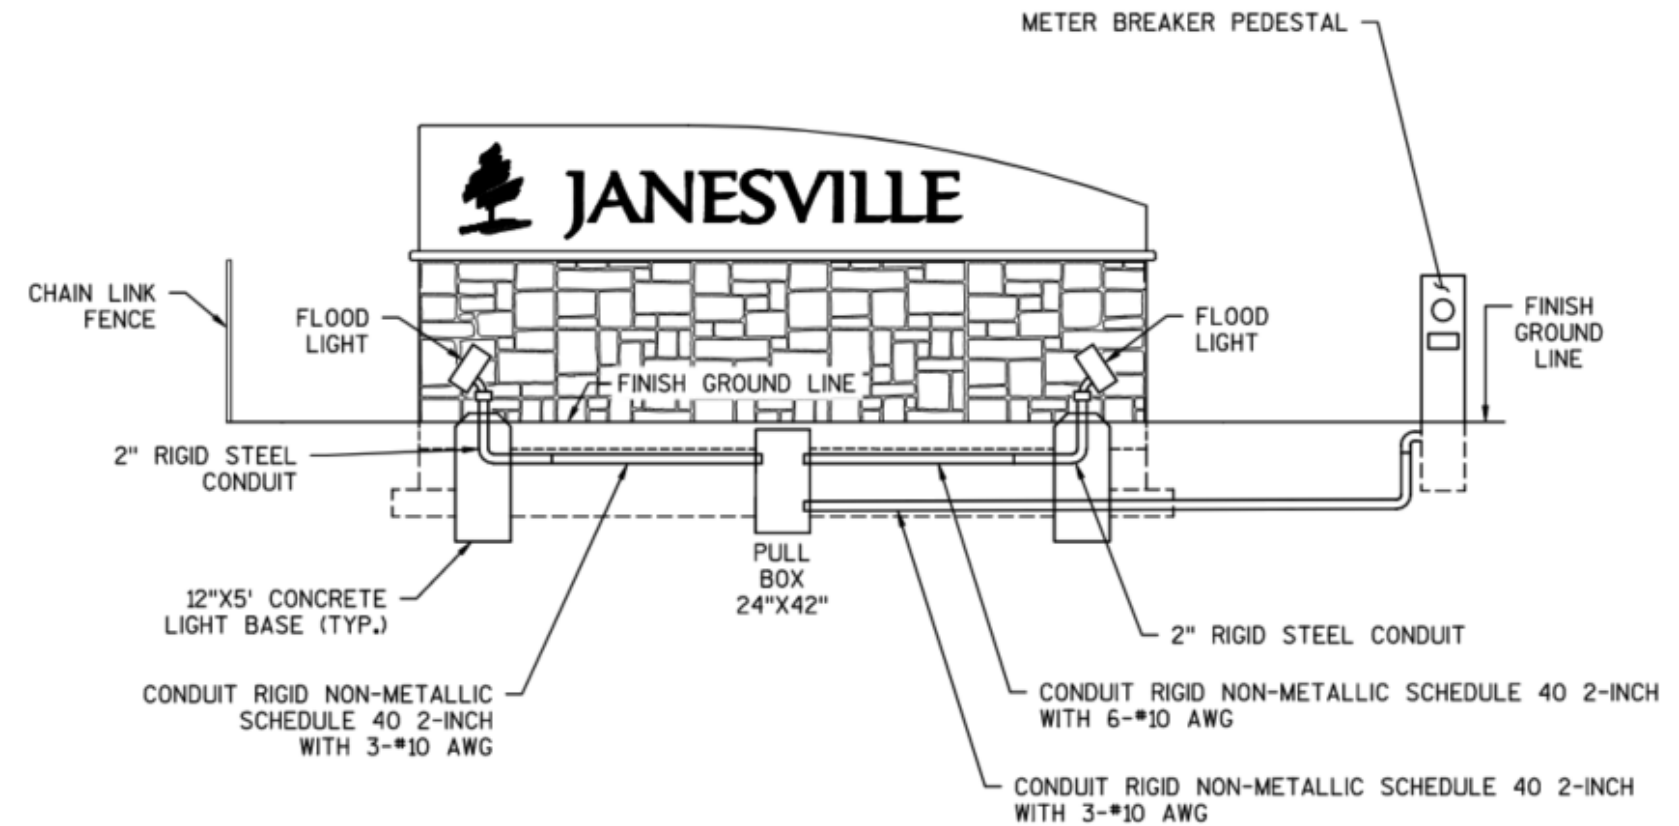 METER BREAKER PEDESTAL
JANESVILLE
CHAIN LINK
FENCE
FLOOD
LIGHT
FLOOD
LIGHT
FINISH
GROUND
LINE
FINISH GROUND LINE
2" RIGID STEEL
CONDUIT
PULL
BOX
24"X42"
12"X5' CONCRETE
LIGHT BASE (TYP.)
2" RIGID STEEL CONDUIT
CONDUIT RIGID NON-METALLIC
SCHEDULE 40 2-INCH
WITH 3-#10 AWG
CONDUIT RIGID NON-METALLIC SCHEDULE 40 2-INCH
WITH 6-#10 AWG
CONDUIT RIGID NON-METALLIC SCHEDULE 40 2-INCH
WITH 3-#10 AWG